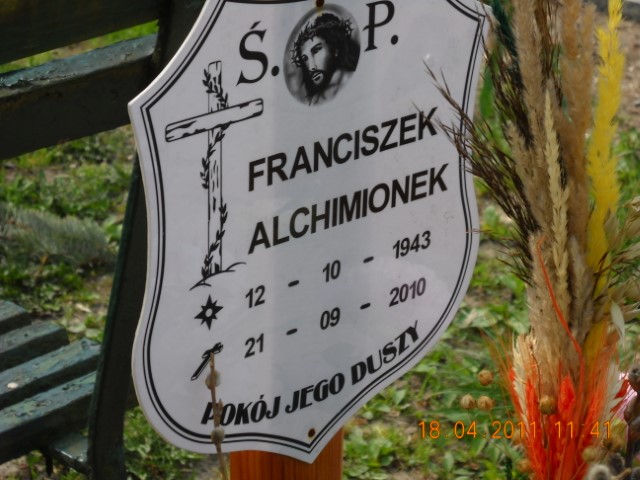 Ś. P.
FRANCISZEK
ALCHIMIONEK
12 - 10 - 1943
21 - 09 - 2010
POKÓJ JEGO DUSZY
18 04 2011 11:41